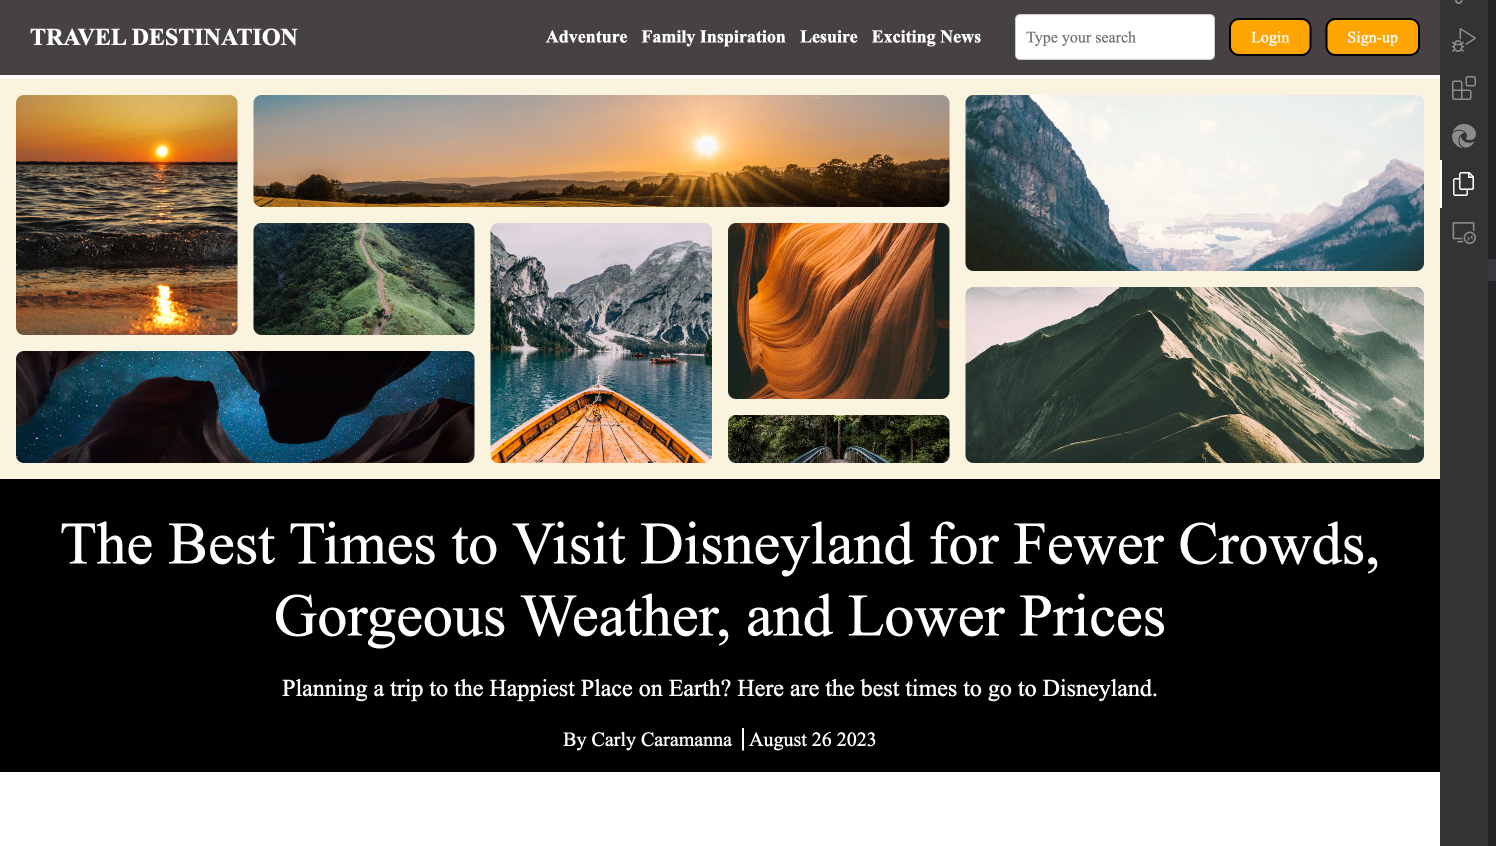 TRAVEL DESTINATION
Adventure Family Inspiration Lesuire Exciting News
Type your search
Login
Sign-up
The Best Times to Visit Disneyland for Fewer Crowds,
Gorgeous Weather, and Lower Prices
Planning a trip to the Happiest Place on Earth? Here are the best times to go to Disneyland.
By Carly Caramanna | August 26 2023